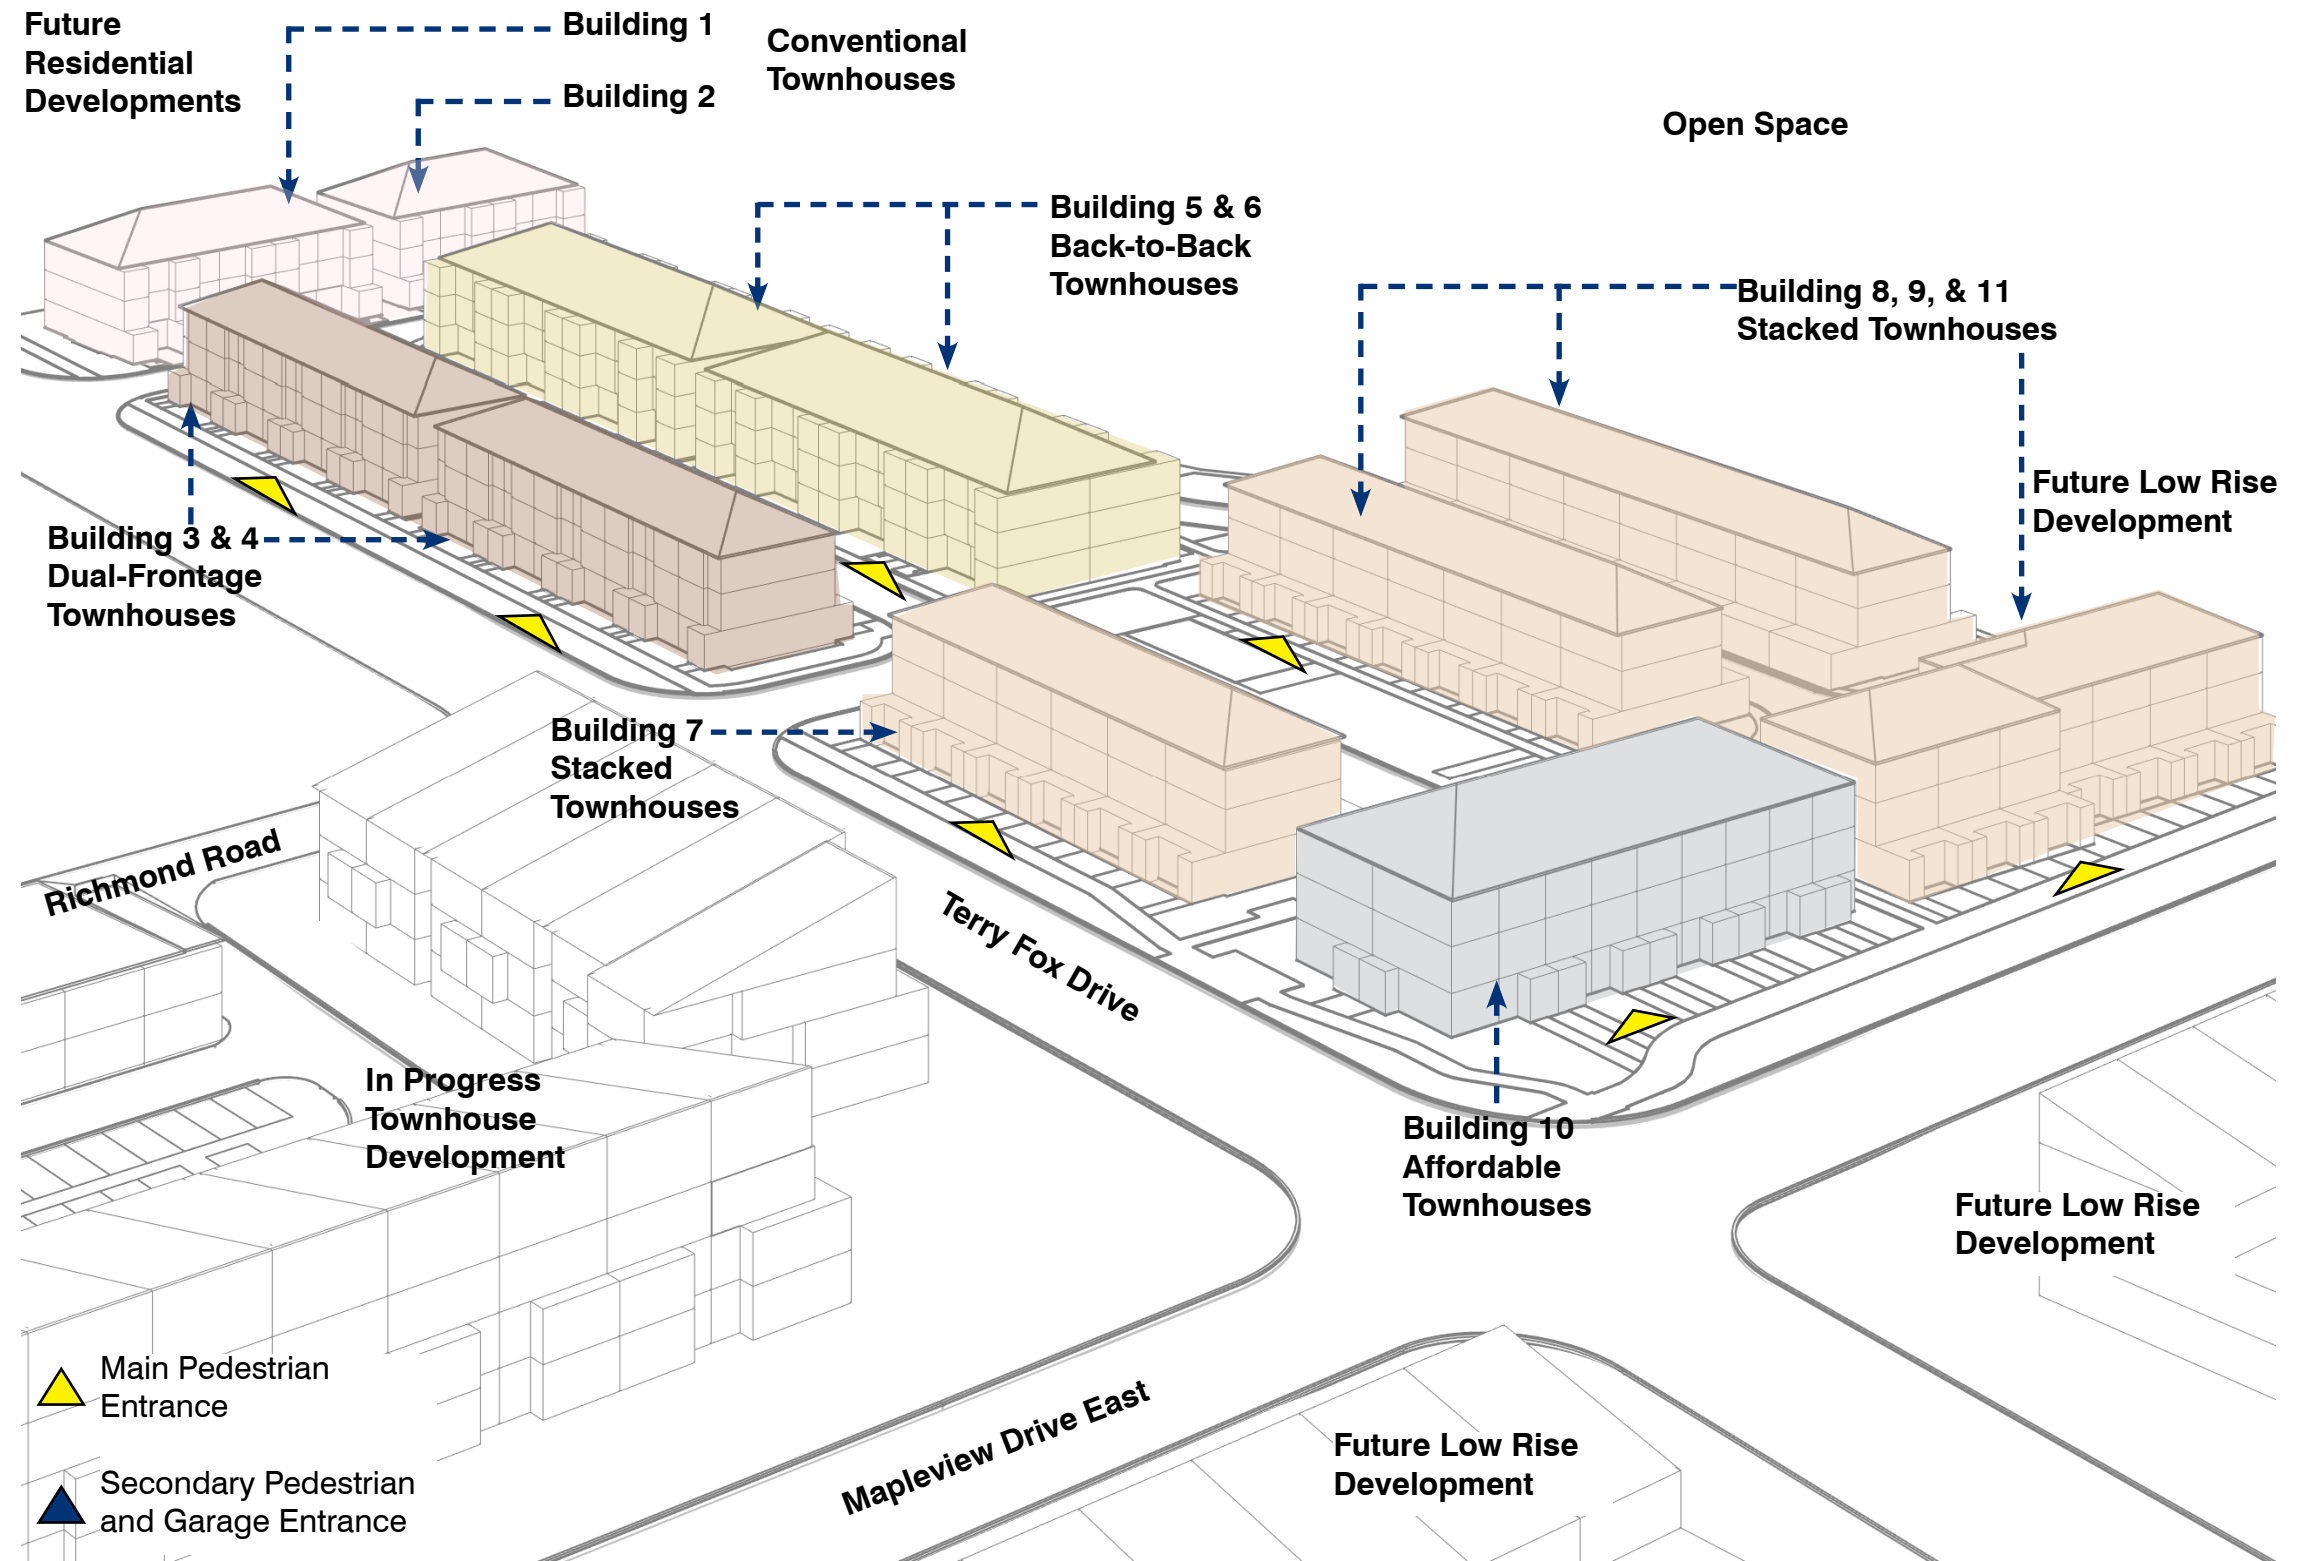 Future
Residential
Developments
Building 1
Building 2
Conventional
Townhouses
Open Space
Building 5 & 6
Back-to-Back
Townhouses
Building 8, 9, & 11
Stacked Townhouses
Future Low Rise
Development
Building 3 & 4
Dual-Frontage
Townhouses
Building 7
Stacked
Townhouses
Richmond Road
Terry Fox Drive
In Progress
Townhouse
Development
Building 10
Affordable
Townhouses
Future Low Rise
Development
Mapleview Drive East
Future Low Rise
Development
Main Pedestrian
Entrance
Secondary Pedestrian
and Garage Entrance